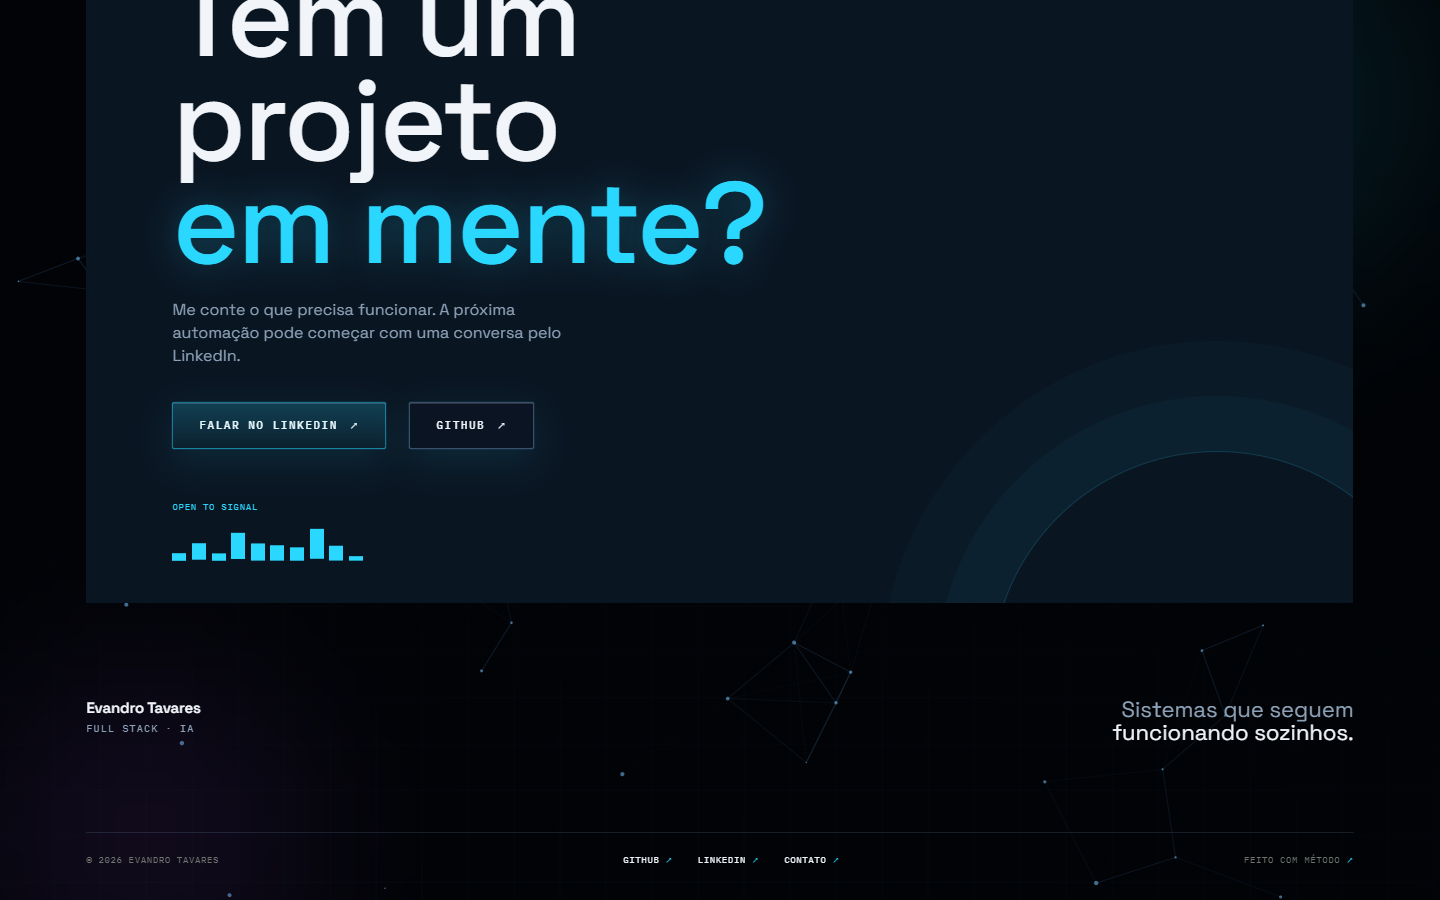 Tem um
projeto
em mente?
Me conte o que precisa funcionar. A próxima
automação pode começar com uma conversa pelo
LinkedIn.
FALAR NO LINKEDIN ↗ GITHUB ↗
OPEN TO SIGNAL
Evandro Tavares
FULL STACK · IA
Sistemas que seguem
funcionando sozinhos.
© 2026 EVANDRO TAVARES
GITHUB ↗ LINKEDIN ↗ CONTATO ↗
FEITO COM MÉTODO ↗